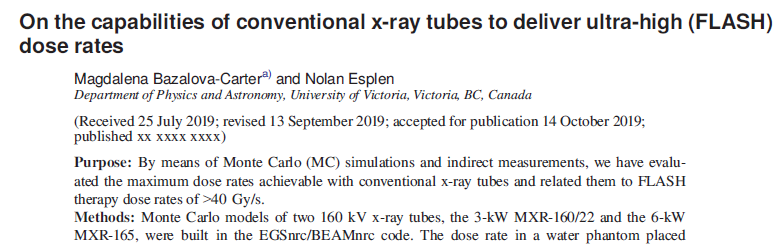 On the capabilities of conventional x-ray tubes to deliver ultra-high (FLASH)
dose rates
Magdalena Bazalova-Carter a) and Nolan Esplen
Department of Physics and Astronomy, University of Victoria, Victoria, BC, Canada
(Received 25 July 2019; revised 13 September 2019; accepted for publication 14 October 2019;
published xx xxxx xxxx)
Purpose: By means of Monte Carlo (MC) simulations and indirect measurements, we have evalu-
ated the maximum dose rates achievable with conventional x-ray tubes and related them to FLASH
therapy dose rates of >40 Gy/s.
Methods: Monte Carlo models of two 160 kV x-ray tubes, the 3-kW MXR-160/22 and the 6-kW
MXR-165, were built in the EGSnrc/BEAMnrc code. The dose rate in a water phantom placed